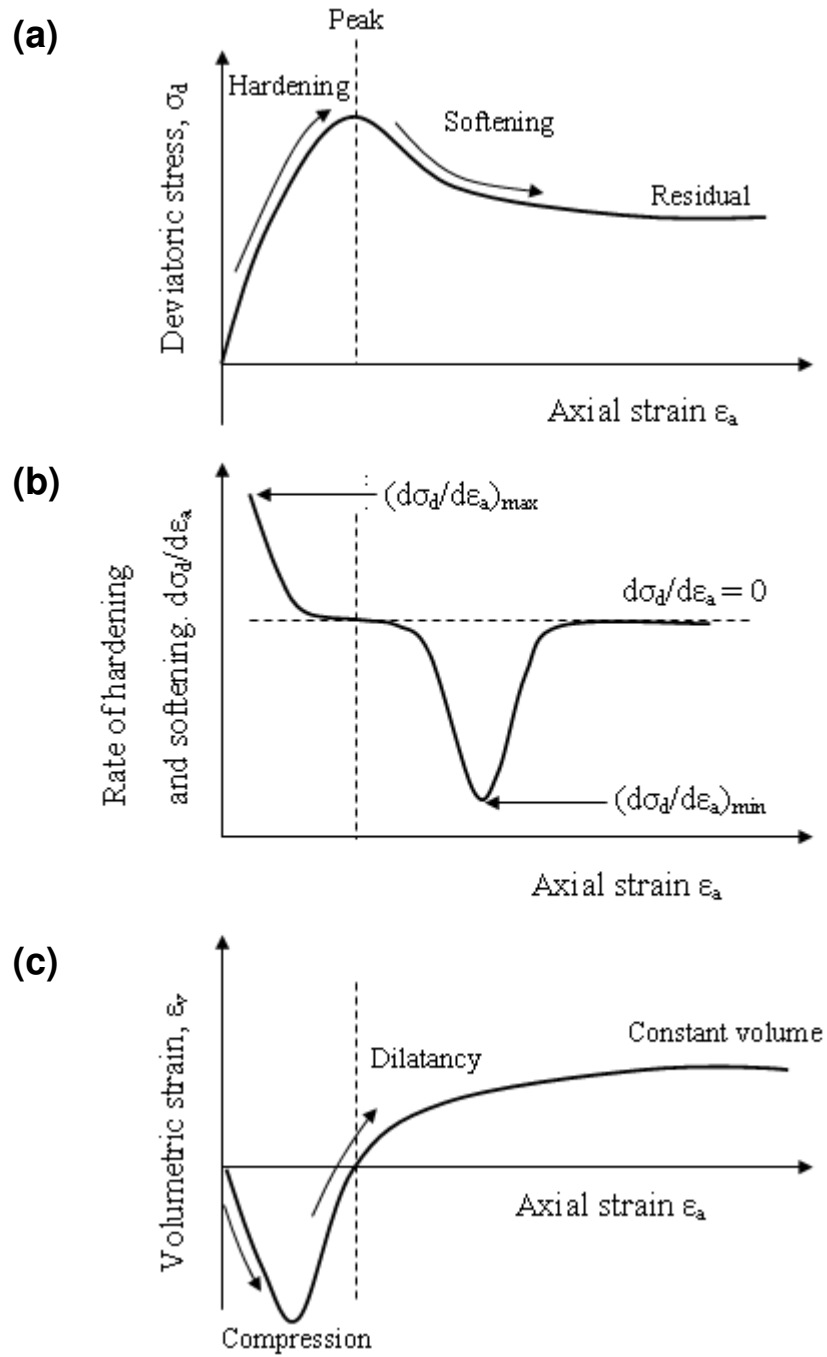 (a)
Peak
Hardening
Softening
Residual
Deviatoric stress, σd
Axial strain εa
(b)
(dσd/dεa)max
dσd/dεa = 0
(dσd/dεa)min
Rate of hardening
and softening. dσd/dεa
Axial strain εa
(c)
Constant volume
Dilatancy
Volumetric strain, εv
Axial strain εa
Compression